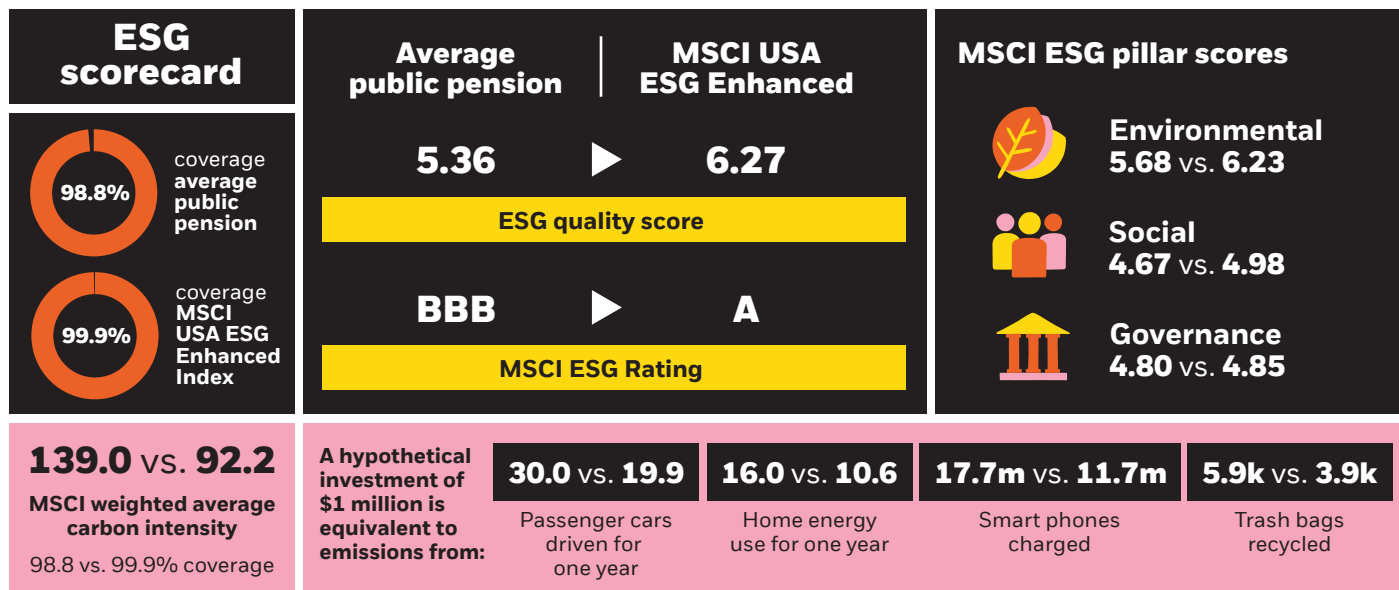 ESG
scorecard
98.8%
coverage
average
public
pension
99.9%
coverage
MSCI
USA ESG
Enhanced
Index
Average
public pension
MSCI USA
ESG Enhanced
5.36
6.27
ESG quality score
BBB
A
MSCI ESG Rating
MSCI ESG pillar scores
Environmental
5.68 vs. 6.23
Social
4.67 vs. 4.98
Governance
4.80 vs. 4.85
139.0 vs. 92.2
MSCI weighted average
carbon intensity
98.8 vs. 99.9% coverage
A hypothetical
investment of
$1 million is
equivalent to
emissions from:
30.0 vs. 19.9
Passenger cars
driven for
one year
16.0 vs. 10.6
Home energy
use for one year
17.7m vs. 11.7m
Smart phones
charged
5.9k vs. 3.9k
Trash bags
recycled